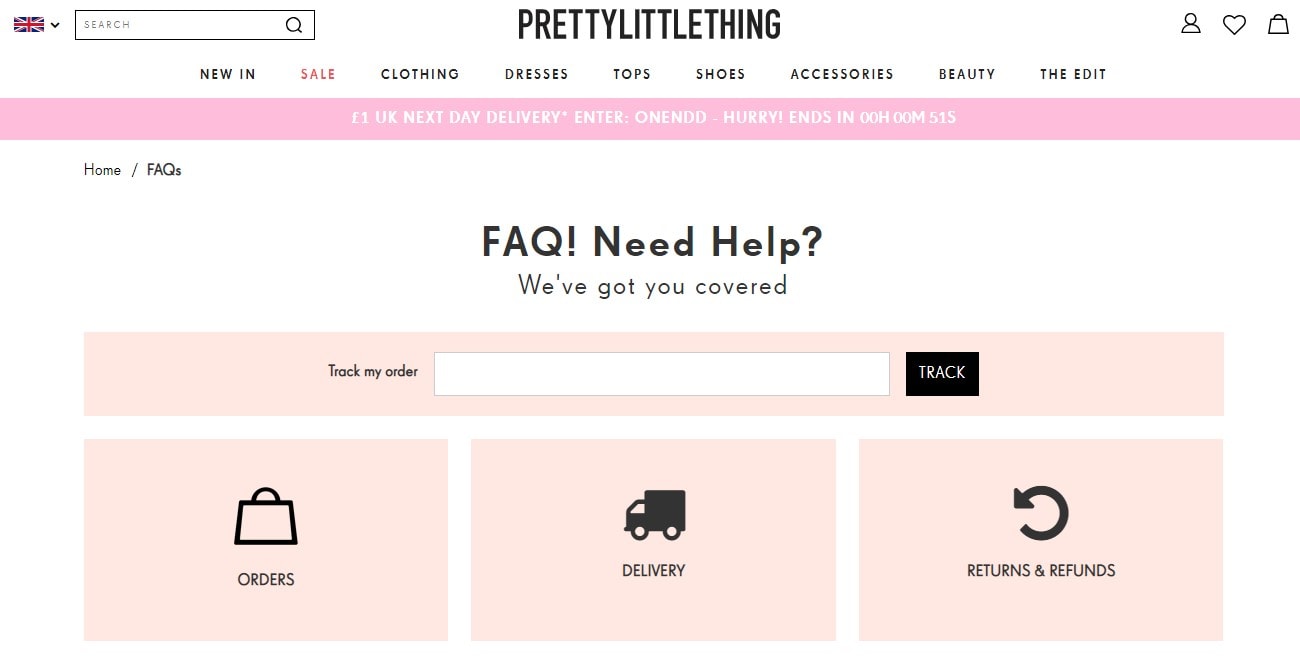 SEARCH
PRETTYLITTLETHING
NEW IN SALE CLOTHING DRESSES TOPS SHOES ACCESSORIES BEAUTY THE EDIT
£1 UK NEXT DAY DELIVERY* ENTER: ONENDD - HURRY! ENDS IN 00H 00M 51S
Home / FAQs
FAQ! Need Help?
We've got you covered
Track my order TRACK
ORDERS
DELIVERY
RETURNS & REFUNDS